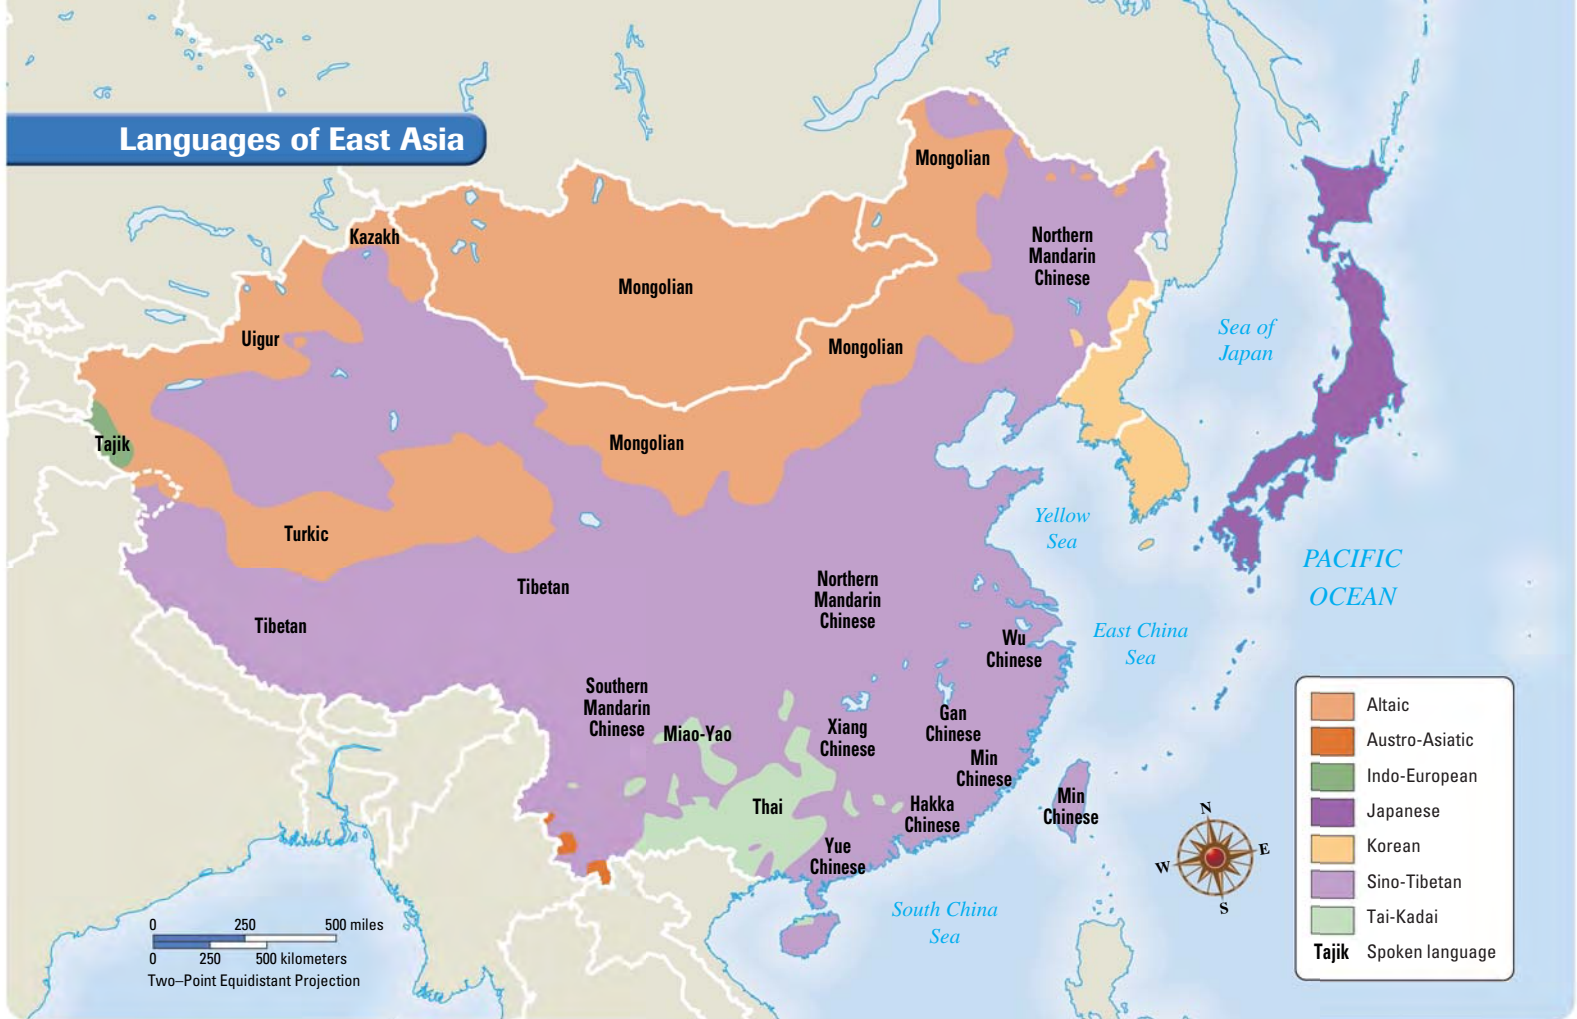 Languages of East Asia
Mongolian
Kazakh
Northern
Mandarin
Chinese
Mongolian
Uigur
Mongolian
Sea of
Japan
Tajik
Mongolian
Turkic
Yellow
Sea
PACIFIC
OCEAN
Tibetan
Northern
Mandarin
Chinese
Tibetan
Wu
Chinese
East China
Sea
Southern
Mandarin
Chinese
Miao-Yao
Xiang
Chinese
Gan
Chinese
Min
Chinese
Thai
Hakka
Chinese
Min
Chinese
Yue
Chinese
South China
Sea
N
W
E
S
Altaic
Austro-Asiatic
Indo-European
Japanese
Korean
Sino-Tibetan
Tai-Kadai
Tajik Spoken language
0 250 500 miles
0 250 500 kilometers
Two–Point Equidistant Projection